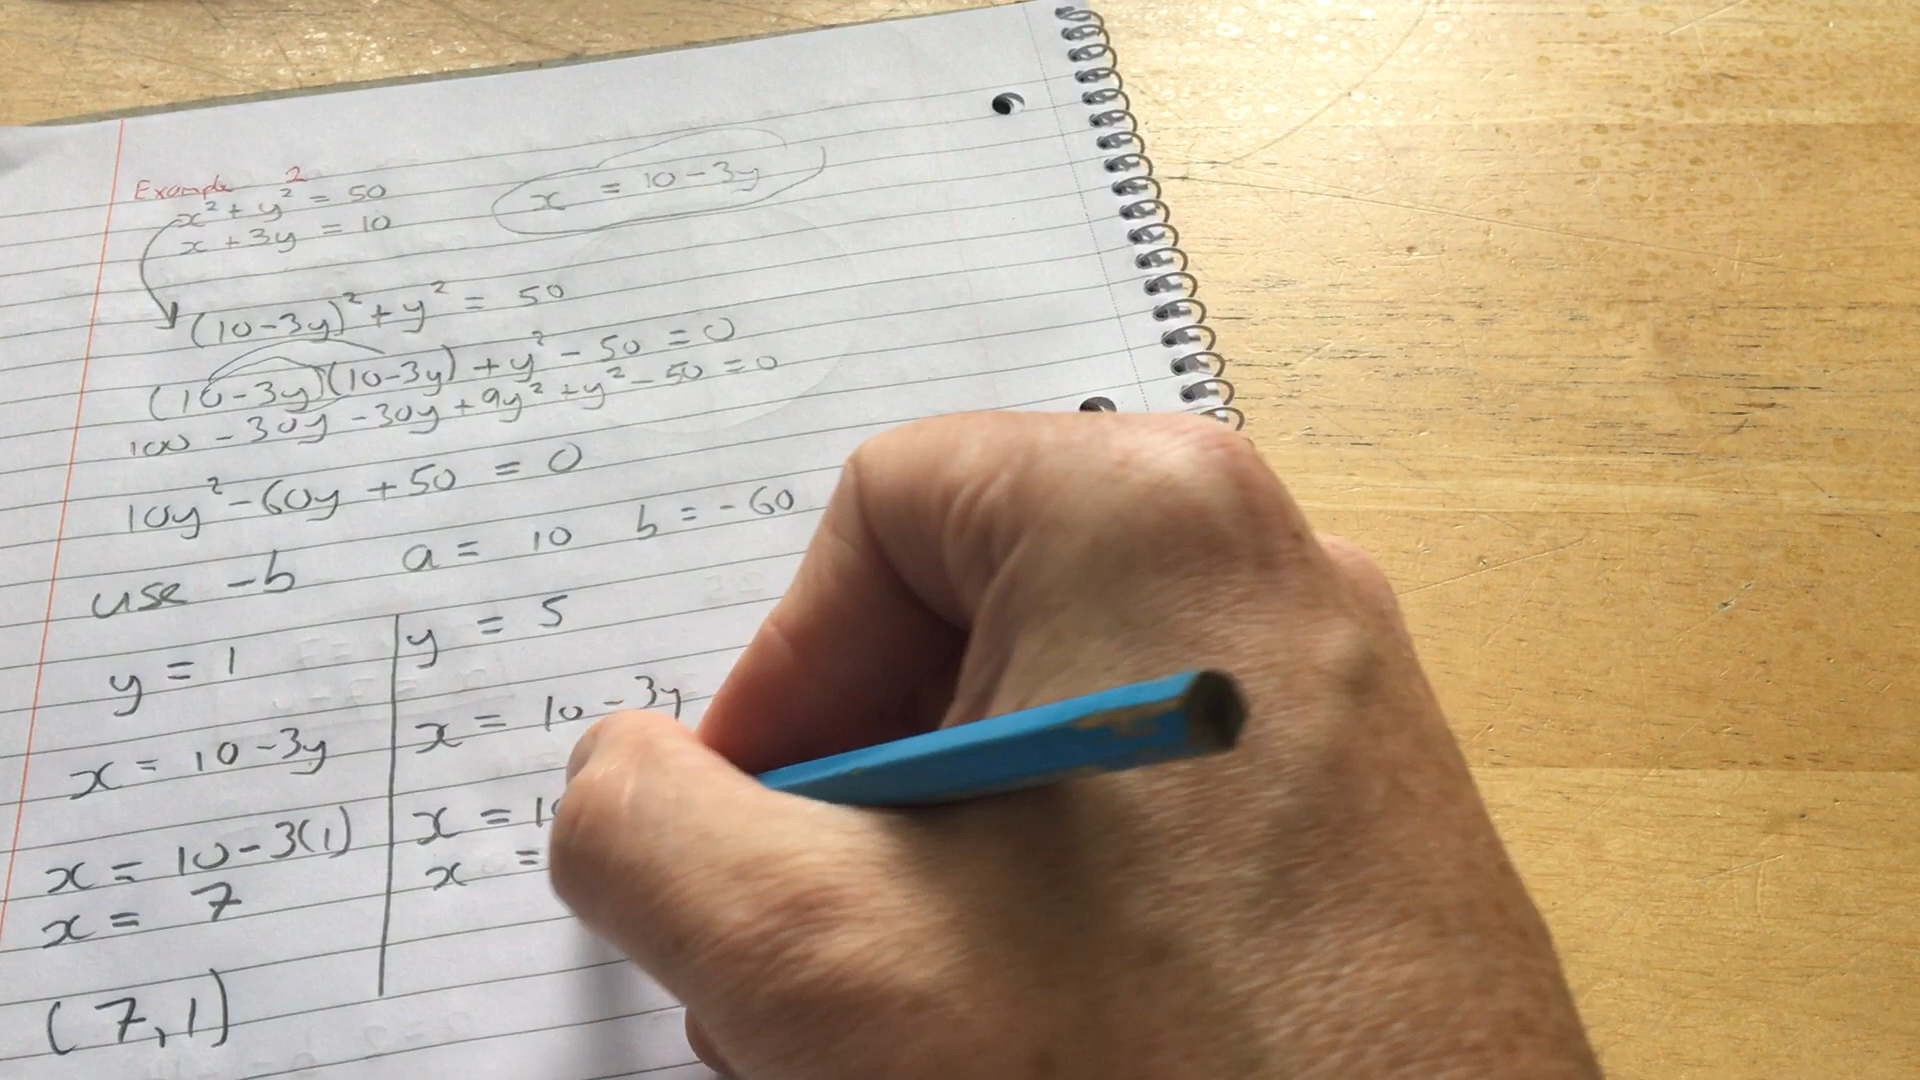 Example 2
x² + y² = 50
x + 3y = 10
x = 10 - 3y
(10-3y)² + y² = 50
(10-3y)(10-3y) + y² - 50 = 0
100 - 30y - 30y + 9y² + y² - 50 = 0
10y² - 60y + 50 = 0
use -b a = 10 b = -60
y = 1
x = 10 - 3y
x = 10 - 3(1)
x = 7
(7, 1)
y = 5
x = 10 - 3y
x = 10
x =